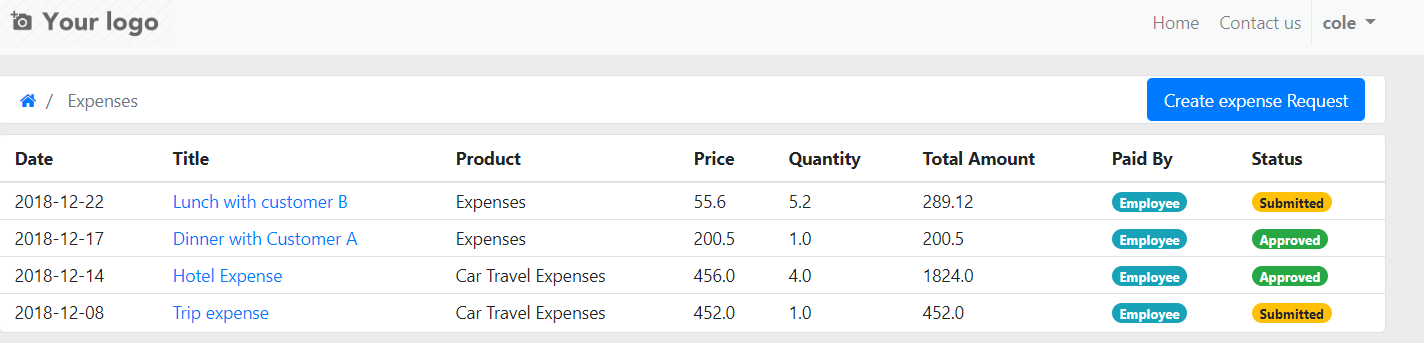 Your logo Home Contact us cole
/ Expenses Create expense Request
Date Title Product Price Quantity Total Amount Paid By Status
2018-12-22 Lunch with customer B Expenses 55.6 5.2 289.12 Employee Submitted
2018-12-17 Dinner with Customer A Expenses 200.5 1.0 200.5 Employee Approved
2018-12-14 Hotel Expense Car Travel Expenses 456.0 4.0 1824.0 Employee Approved
2018-12-08 Trip expense Car Travel Expenses 452.0 1.0 452.0 Employee Submitted